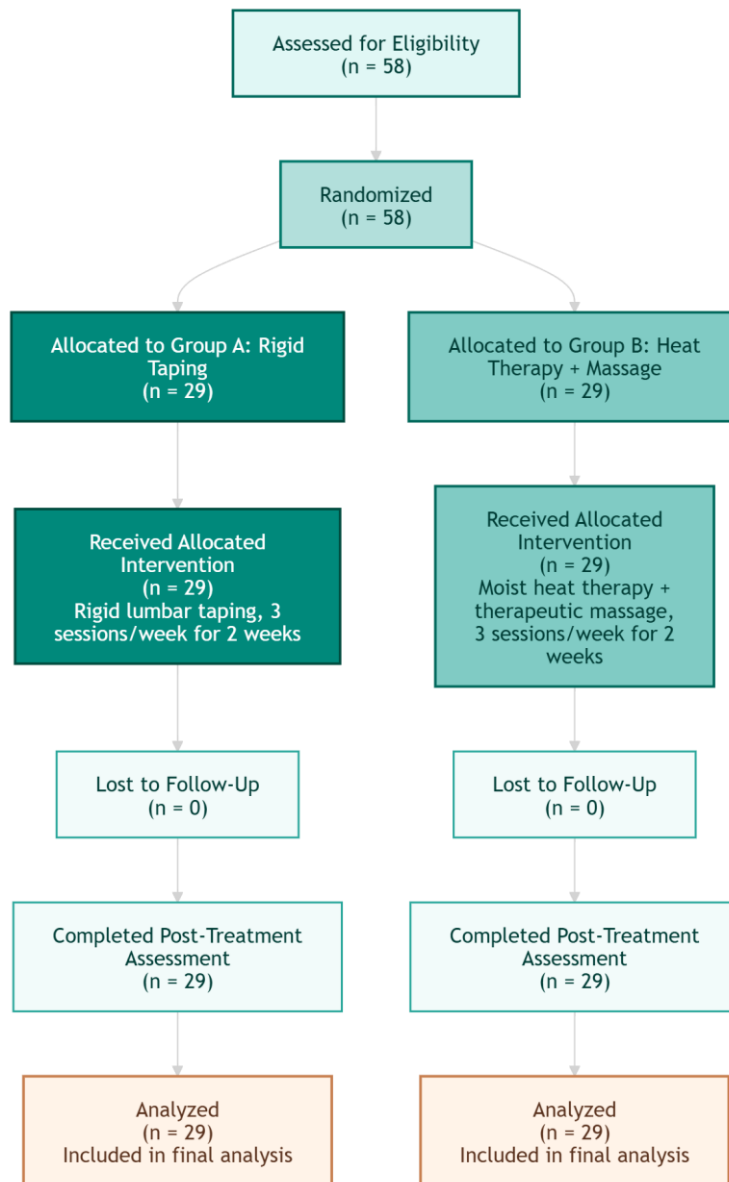 Assessed for Eligibility
(n = 58)
Randomized
(n = 58)
Allocated to Group A: Rigid
Taping
(n = 29)
Allocated to Group B: Heat
Therapy + Massage
(n = 29)
Received Allocated
Intervention
(n = 29)
Rigid lumbar taping, 3
sessions/week for 2 weeks
Received Allocated
Intervention
(n = 29)
Moist heat therapy +
therapeutic massage,
3 sessions/week for 2
weeks
Lost to Follow-Up
(n = 0)
Lost to Follow-Up
(n = 0)
Completed Post-Treatment
Assessment
(n = 29)
Completed Post-Treatment
Assessment
(n = 29)
Analyzed
(n = 29)
Included in final analysis
Analyzed
(n = 29)
Included in final analysis